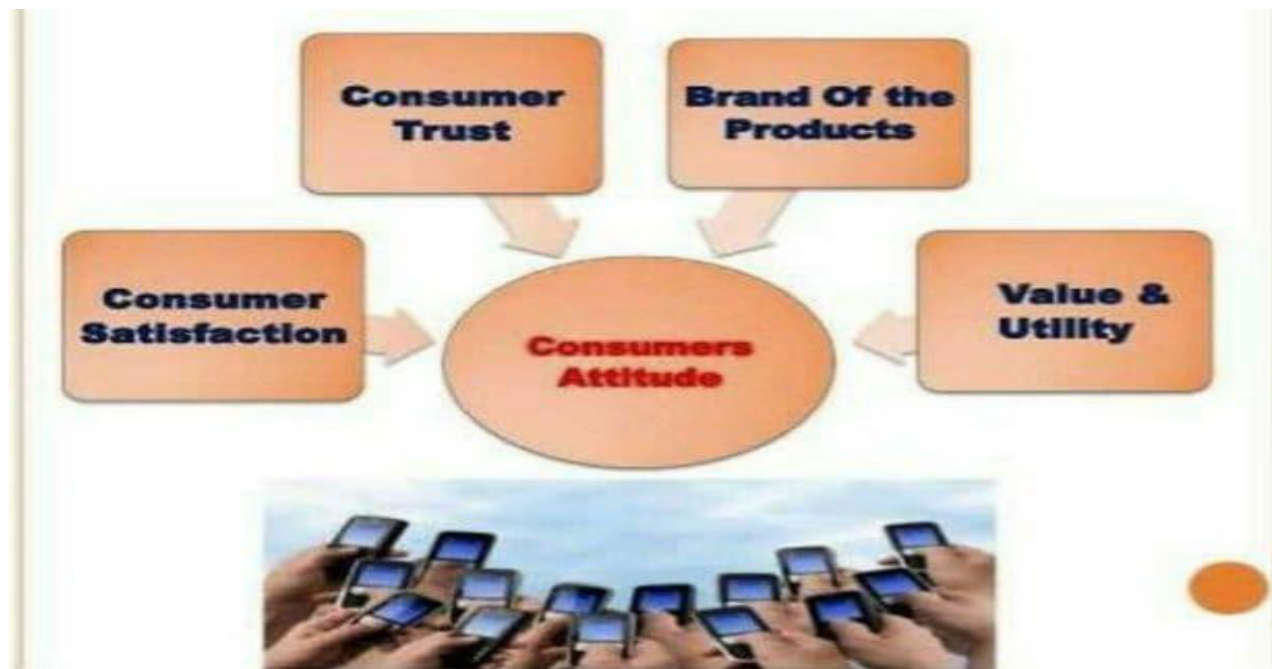 Consumer
Trust
Brand Of the
Products
Consumer
Satisfaction
Value &
Utility
Consumers
Attitude